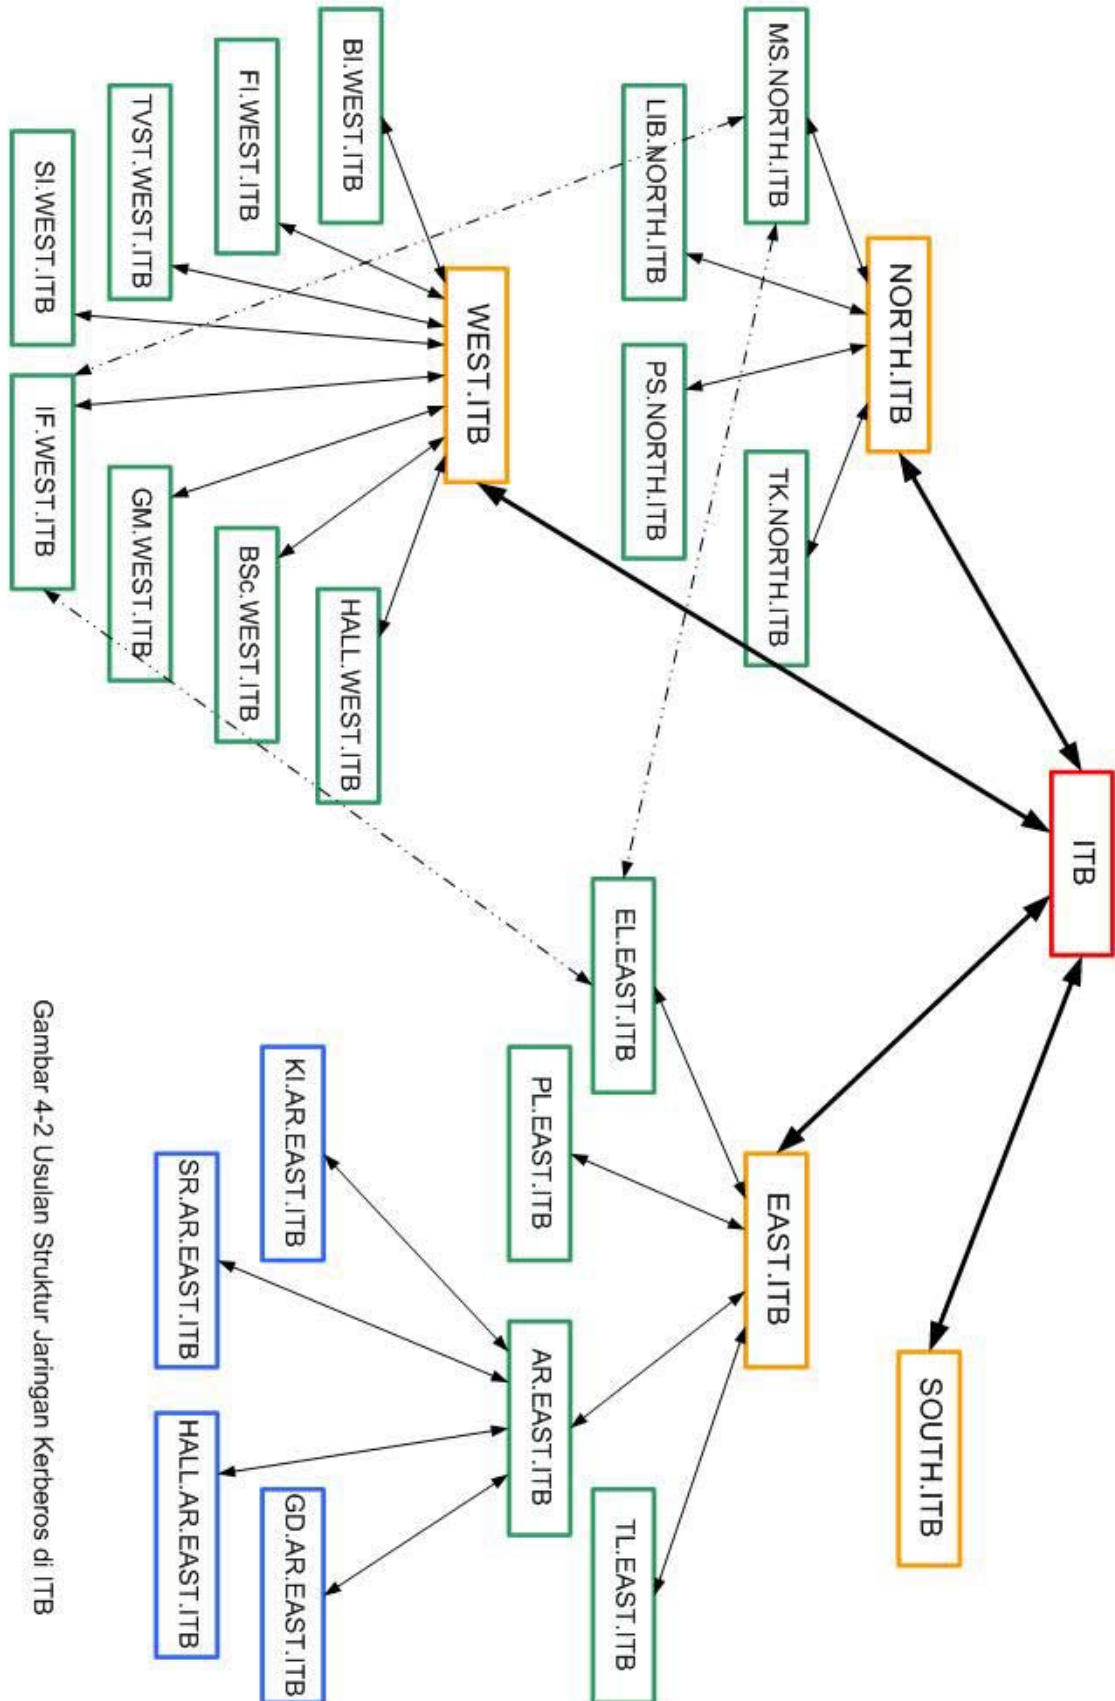 ITB
NORTH.ITB
WEST.ITB
EAST.ITB
SOUTH.ITB
MS.NORTH.ITB
LIB.NORTH.ITB
PS.NORTH.ITB
TK.NORTH.ITB
BI.WEST.ITB
FI.WEST.ITB
TVST.WEST.ITB
SI.WEST.ITB
IF.WEST.ITB
GM.WEST.ITB
BSc.WEST.ITB
HALL.WEST.ITB
EL.EAST.ITB
PL.EAST.ITB
AR.EAST.ITB
TL.EAST.ITB
KI.AR.EAST.ITB
SR.AR.EAST.ITB
HALL.AR.EAST.ITB
GD.AR.EAST.ITB
Gambar 4-2 Usulan Struktur Jaringan Kerberos di ITB